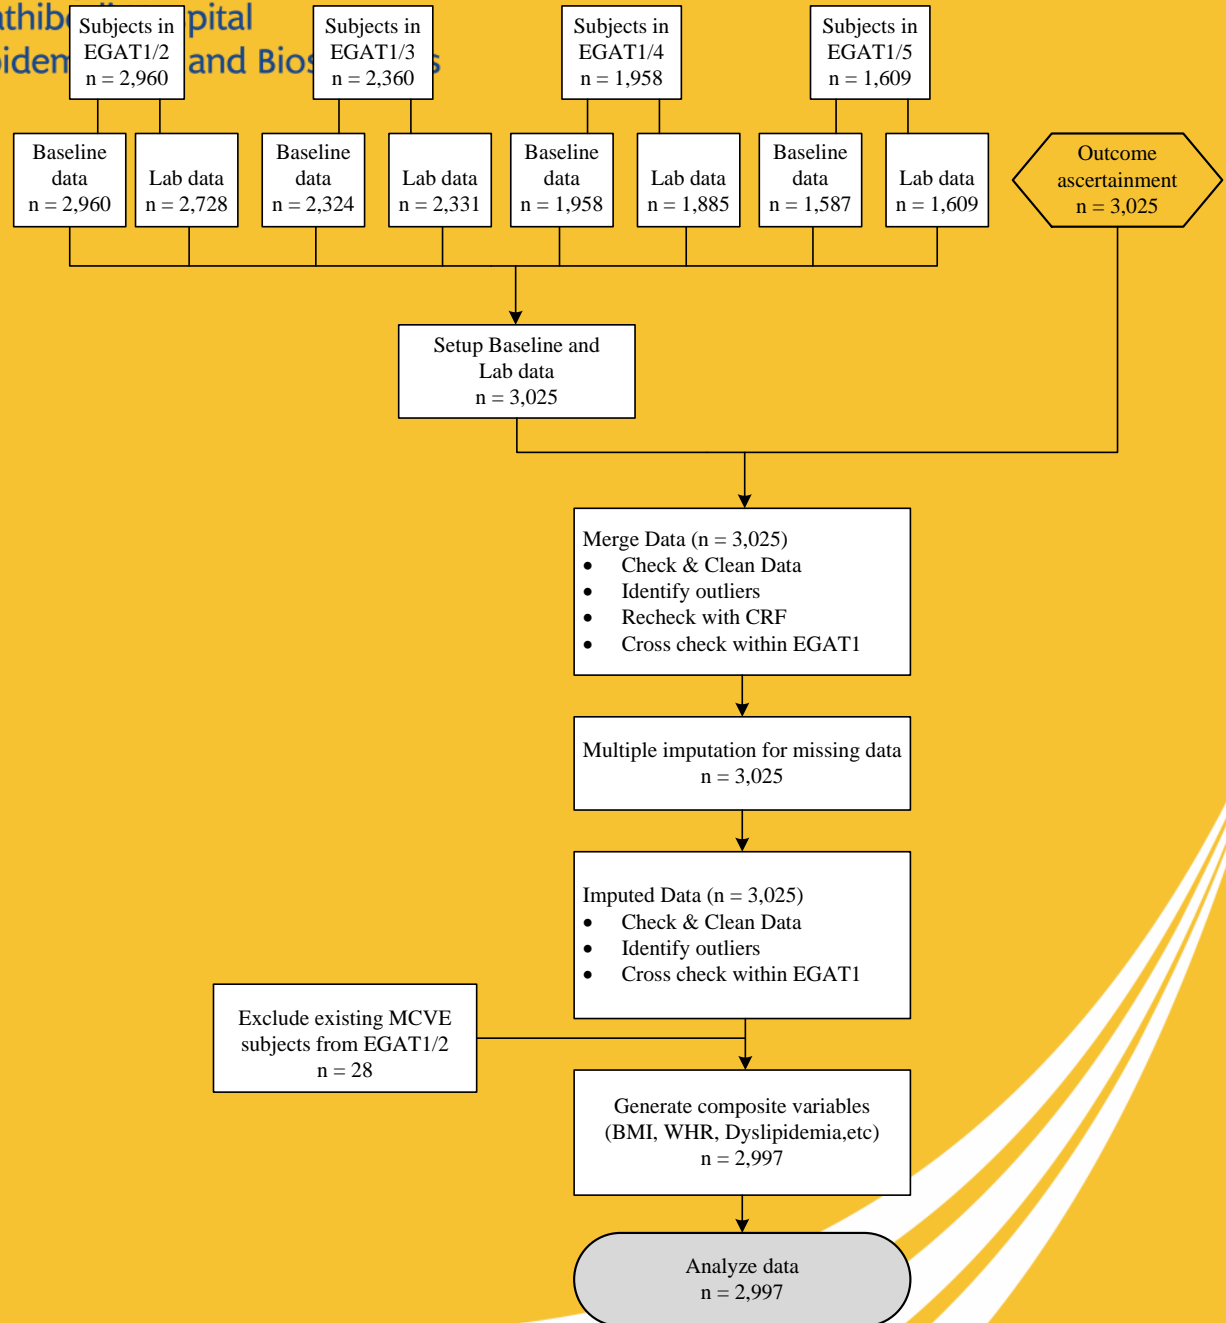 Subjects in
EGAT1/2
n = 2,960
Subjects in
EGAT1/3
n = 2,360
Subjects in
EGAT1/4
n = 1,958
Subjects in
EGAT1/5
n = 1,609
pital
and Bios
Baseline
data
n = 2,960
Lab data
n = 2,728
Baseline
data
n = 2,324
Lab data
n = 2,331
Baseline
data
n = 1,958
Lab data
n = 1,885
Baseline
data
n = 1,587
Lab data
n = 1,609
Outcome
ascertainment
n = 3,025
Setup Baseline and
Lab data
n = 3,025
Merge Data (n = 3,025)
• Check & Clean Data
• Identify outliers
• Recheck with CRF
• Cross check within EGAT1
Multiple imputation for missing data
n = 3,025
Imputed Data (n = 3,025)
• Check & Clean Data
• Identify outliers
• Cross check within EGAT1
Exclude existing MCVE
subjects from EGAT1/2
n = 28
Generate composite variables
(BMI, WHR, Dyslipidemia,etc)
n = 2,997
Analyze data
n = 2,997